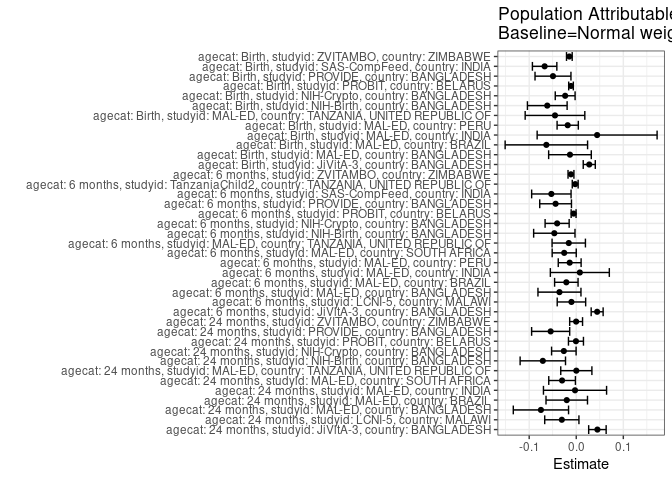 Population Attributable
Baseline=Normal weig
agecat: Birth, studyid: ZVITAMBO, country: ZIMBABWE
agecat: Birth, studyid: SAS-CompFeed, country: INDIA
agecat: Birth, studyid: PROVIDE, country: BANGLADESH
agecat: Birth, studyid: PROBIT, country: BELARUS
agecat: Birth, studyid: NIH-Crypto, country: BANGLADESH
agecat: Birth, studyid: NIH-Birth, country: BANGLADESH
agecat: Birth, studyid: MAL-ED, country: TANZANIA, UNITED REPUBLIC OF
agecat: Birth, studyid: MAL-ED, country: PERU
agecat: Birth, studyid: MAL-ED, country: INDIA
agecat: Birth, studyid: MAL-ED, country: BRAZIL
agecat: Birth, studyid: MAL-ED, country: BANGLADESH
agecat: Birth, studyid: JiVitA-3, country: BANGLADESH
agecat: 6 months, studyid: ZVITAMBO, country: ZIMBABWE
agecat: 6 months, studyid: TanzaniaChild2, country: TANZANIA, UNITED REPUBLIC OF
agecat: 6 months, studyid: SAS-CompFeed, country: INDIA
agecat: 6 months, studyid: PROVIDE, country: BANGLADESH
agecat: 6 months, studyid: PROBIT, country: BELARUS
agecat: 6 months, studyid: NIH-Crypto, country: BANGLADESH
agecat: 6 months, studyid: NIH-Birth, country: BANGLADESH
agecat: 6 months, studyid: MAL-ED, country: TANZANIA, UNITED REPUBLIC OF
agecat: 6 months, studyid: MAL-ED, country: SOUTH AFRICA
agecat: 6 months, studyid: MAL-ED, country: PERU
agecat: 6 months, studyid: MAL-ED, country: INDIA
agecat: 6 months, studyid: MAL-ED, country: BRAZIL
agecat: 6 months, studyid: MAL-ED, country: BANGLADESH
agecat: 6 months, studyid: LCNI-5, country: MALAWI
agecat: 6 months, studyid: JiVitA-3, country: BANGLADESH
agecat: 24 months, studyid: ZVITAMBO, country: ZIMBABWE
agecat: 24 months, studyid: PROVIDE, country: BANGLADESH
agecat: 24 months, studyid: PROBIT, country: BELARUS
agecat: 24 months, studyid: NIH-Crypto, country: BANGLADESH
agecat: 24 months, studyid: NIH-Birth, country: BANGLADESH
agecat: 24 months, studyid: MAL-ED, country: TANZANIA, UNITED REPUBLIC OF
agecat: 24 months, studyid: MAL-ED, country: SOUTH AFRICA
agecat: 24 months, studyid: MAL-ED, country: INDIA
agecat: 24 months, studyid: MAL-ED, country: BRAZIL
agecat: 24 months, studyid: MAL-ED, country: BANGLADESH
agecat: 24 months, studyid: LCNI-5, country: MALAWI
agecat: 24 months, studyid: JiVitA-3, country: BANGLADESH
-0.1 0.0 0.1
Estimate